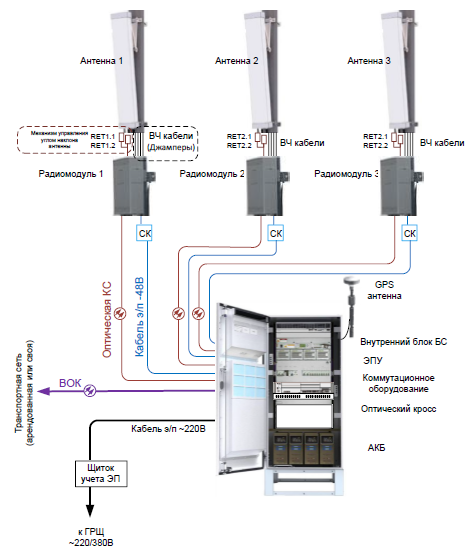 Антенна 1
Антенна 2
Антенна 3
Механизм управления
углом наклона
антенны
RET1.1
RET1.2
ВЧ кабели
(Джамперы)
RET2.1
RET2.2
ВЧ кабели
RET2.1
RET2.2
ВЧ кабели
Радиомодуль 1
Радиомодуль 2
Радиомодуль 3
СК
СК
СК
Оптическая КС
Кабель э/п -48В
GPS
антенна
Внутренний блок БС
ЭПУ
Коммутационное
оборудование
Оптический кросс
АКБ
Транспортная сеть
(арендованная или своя)
ВОК
Кабель э/п ~220В
Щиток
учета ЭП
к ГРЩ
~220/380В